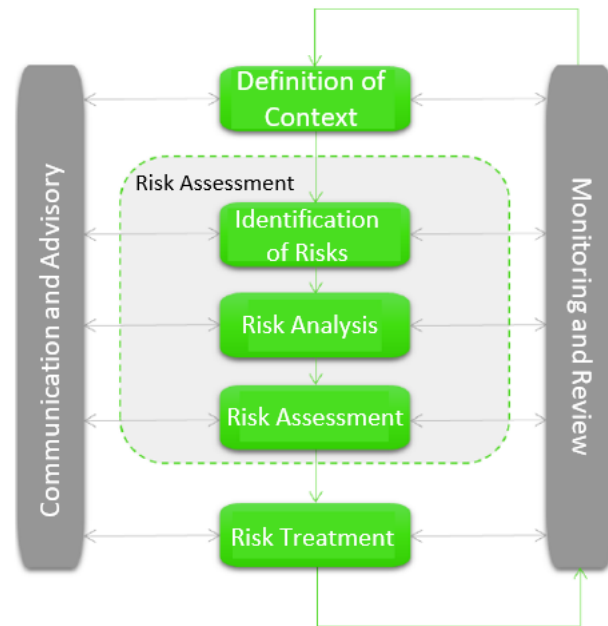 Definition of
Context
Risk Assessment
Identification
of Risks
Risk Analysis
Risk Assessment
Risk Treatment
Communication and Advisory
Monitoring and Review